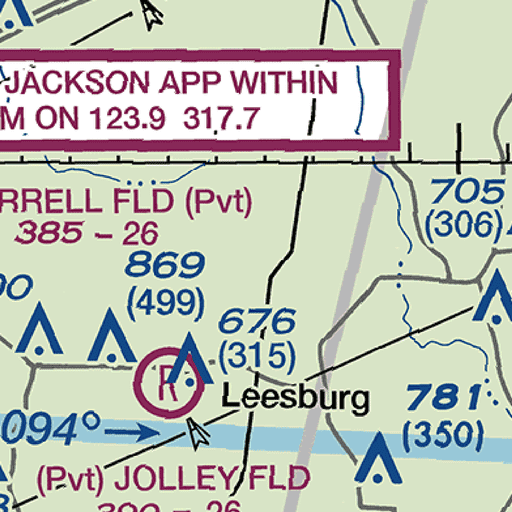 JACKSON APP WITHIN
M ON 123.9 317.7
RRELL FLD (Pvt)
385 - 26
705
(306)
869
(499)
676
(315)
R
Leesburg
781
(350)
094°
(Pvt) JOLLEY FLD